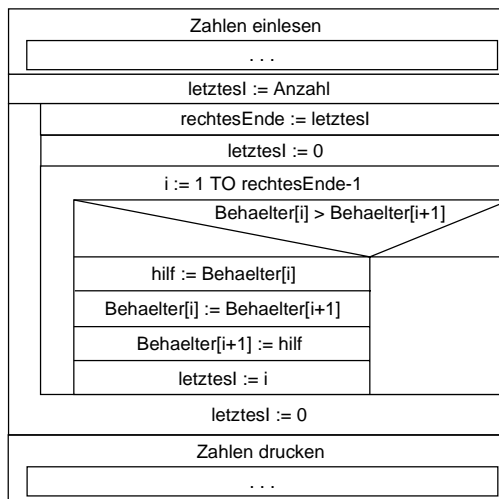 Zahlen einlesen
. . .
letztesI := Anzahl
rechtesEnde := letztesI
letztesI := 0
i := 1 TO rechtesEnde-1
Behaelter[i] > Behaelter[i+1]
hilf := Behaelter[i]
Behaelter[i] := Behaelter[i+1]
Behaelter[i+1] := hilf
letztesI := i
letztesI := 0
Zahlen drucken
. . .